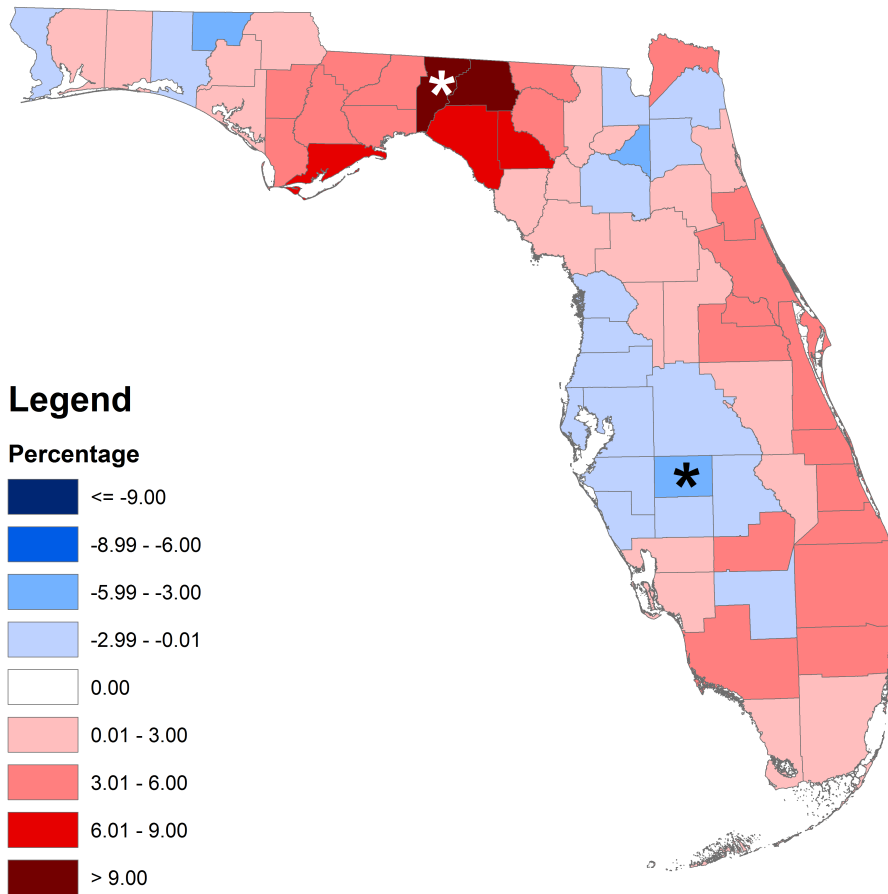 *
*
Legend
Percentage
<= -9.00
-8.99 - -6.00
-5.99 - -3.00
-2.99 - -0.01
0.00
0.01 - 3.00
3.01 - 6.00
6.01 - 9.00
> 9.00